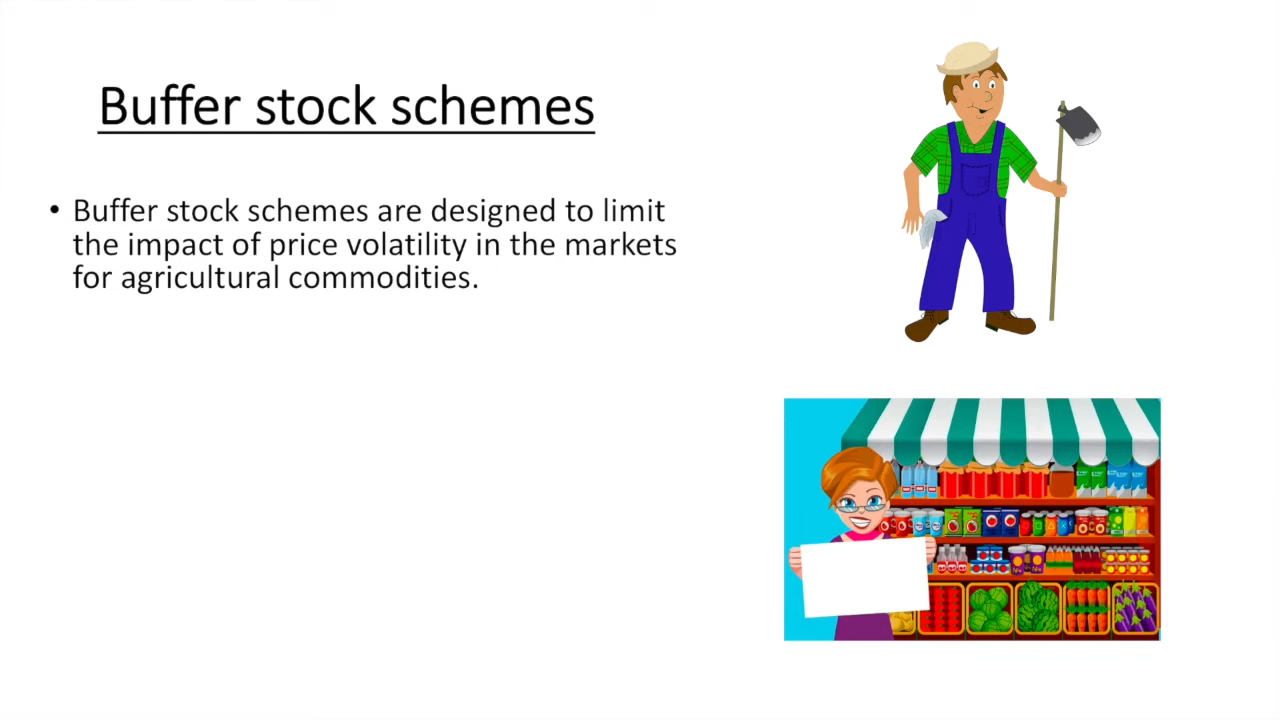 Buffer stock schemes
• Buffer stock schemes are designed to limit
the impact of price volatility in the markets
for agricultural commodities.